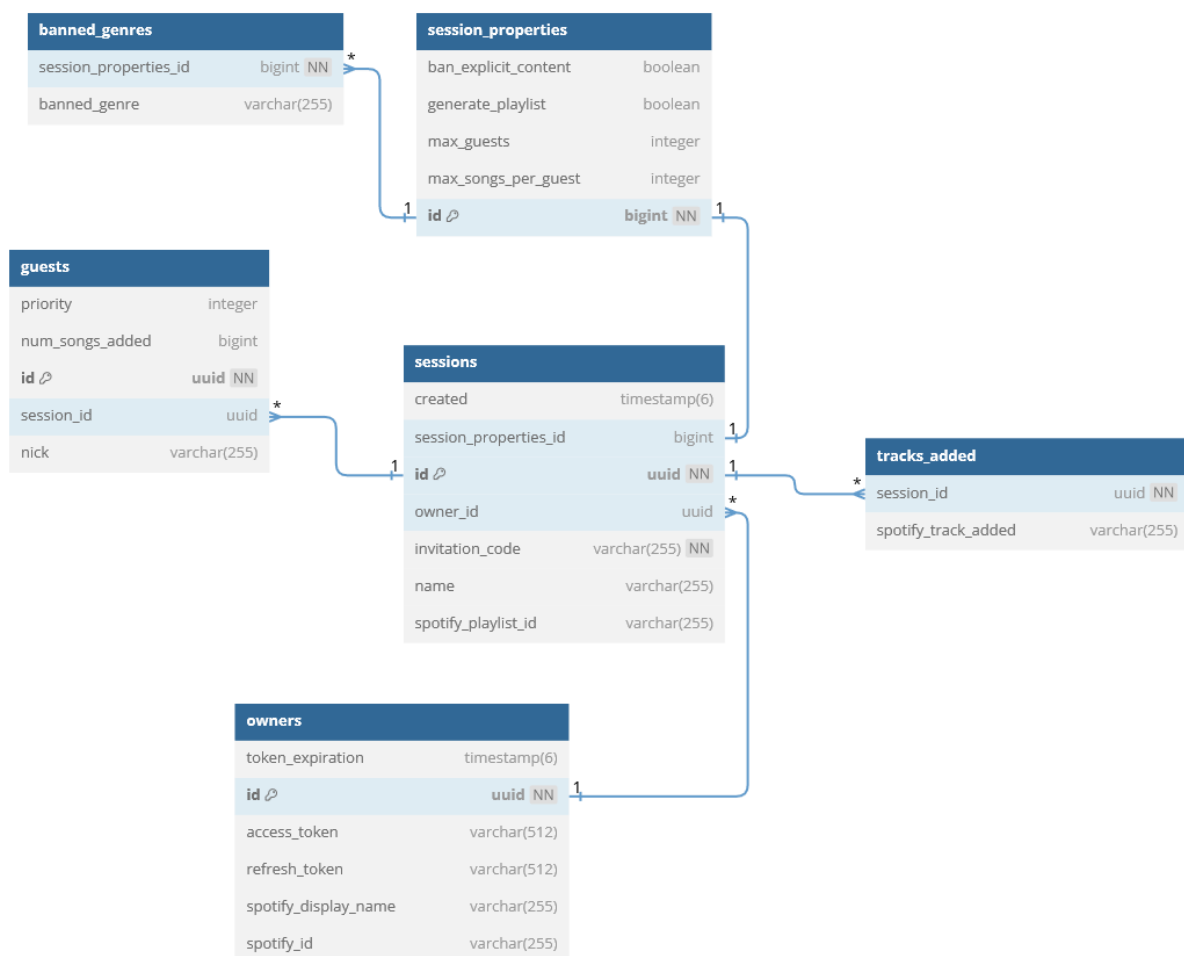 banned_genres
session_properties_id bigint NN
banned_genre varchar(255)
*
1
session_properties
ban_explicit_content boolean
generate_playlist boolean
max_guests integer
max_songs_per_guest integer
id bigint NN
1
guests
priority integer
num_songs_added bigint
id uuid NN
session_id uuid
nick varchar(255)
*
1
sessions
created timestamp(6)
session_properties_id bigint
1
id uuid NN
1
owner_id uuid
*
invitation_code varchar(255) NN
name varchar(255)
spotify_playlist_id varchar(255)
*
tracks_added
session_id uuid NN
spotify_track_added varchar(255)
owners
token_expiration timestamp(6)
id uuid NN
1
access_token varchar(512)
refresh_token varchar(512)
spotify_display_name varchar(255)
spotify_id varchar(255)